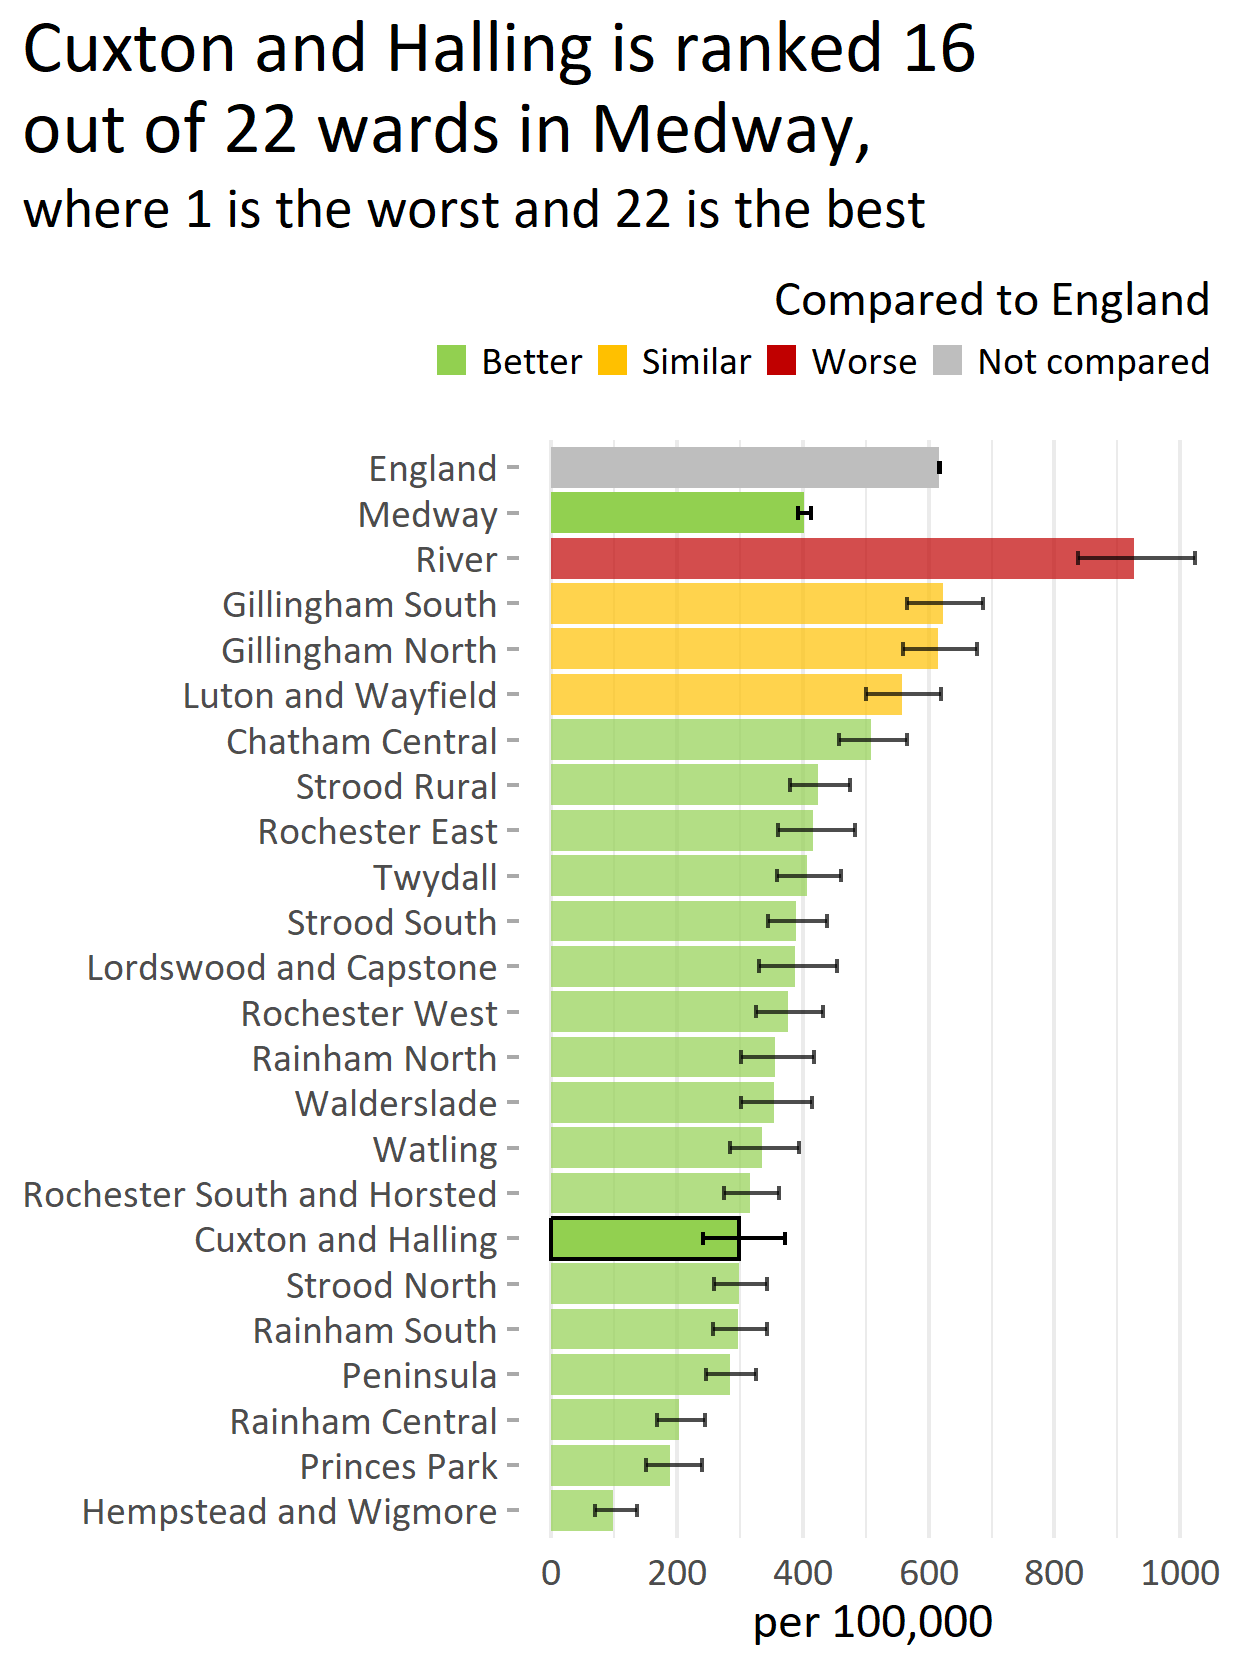 Cuxton and Halling is ranked 16
out of 22 wards in Medway,
where 1 is the worst and 22 is the best
Compared to England
Better Similar Worse Not compared
England
Medway
River
Gillingham South
Gillingham North
Luton and Wayfield
Chatham Central
Strood Rural
Rochester East
Twydall
Strood South
Lordswood and Capstone
Rochester West
Rainham North
Walderslade
Watling
Rochester South and Horsted
Cuxton and Halling
Strood North
Rainham South
Peninsula
Rainham Central
Princes Park
Hempstead and Wigmore
0 200 400 600 800 1000
per 100,000